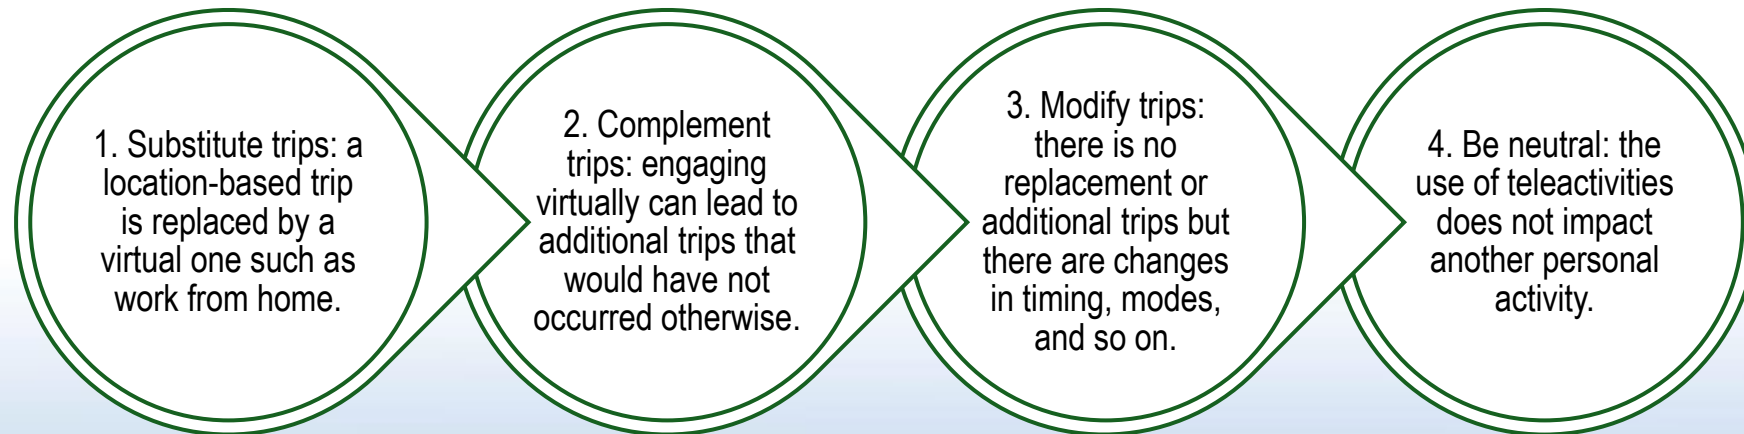 1. Substitute trips: a
location-based trip
is replaced by a
virtual one such as
work from home.
2. Complement
trips: engaging
virtually can lead to
additional trips that
would have not
occurred otherwise.
3. Modify trips:
there is no
replacement or
additional trips but
there are changes
in timing, modes,
and so on.
4. Be neutral: the
use of teleactivities
does not impact
another personal
activity.